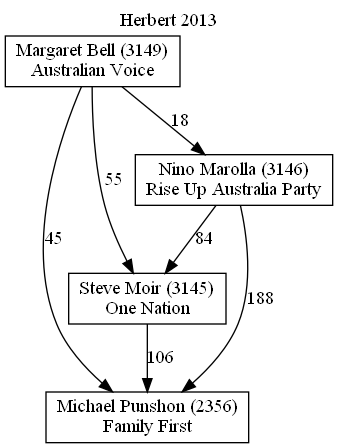 Herbert 2013
Margaret Bell (3149)
Australian Voice
18
Nino Marolla (3146)
Rise Up Australia Party
55
45
84
Steve Moir (3145)
One Nation
188
106
Michael Punshon (2356)
Family First